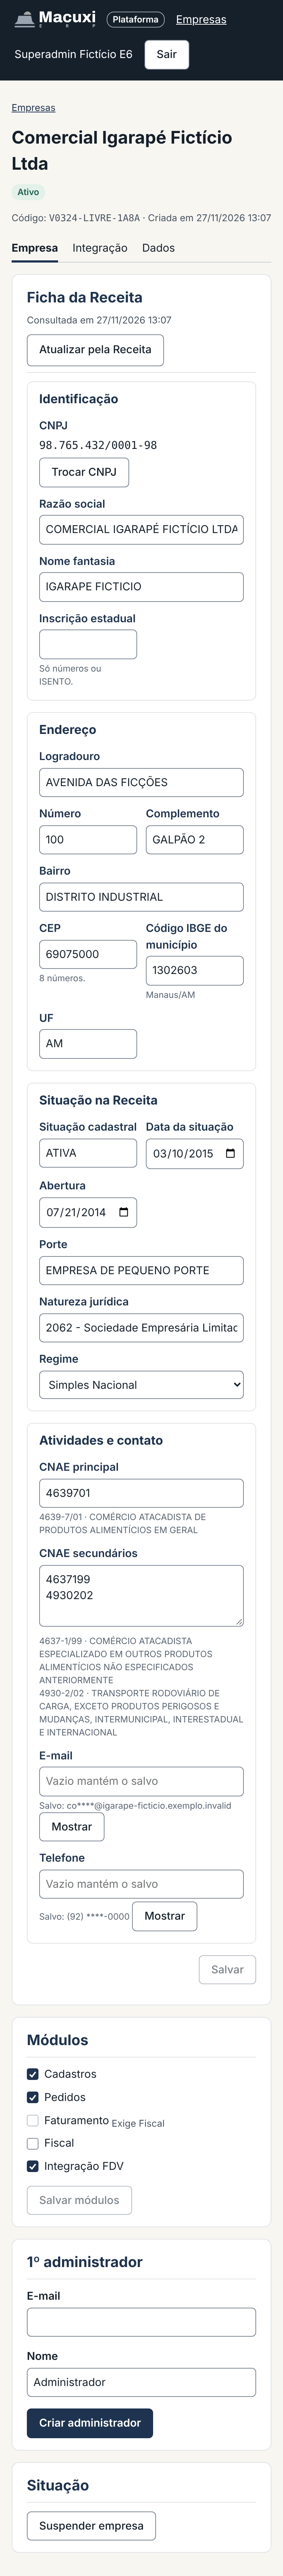 Macuxi Plataforma Empresas
Superadmin Fictício E6 Sair
Empresas
Comercial Igarapé Fictício
Ltda
Ativo
Código: V0324-LIVRE-1A8A · Criada em 27/11/2026 13:07
Empresa Integração Dados
Ficha da Receita
Consultada em 27/11/2026 13:07
Atualizar pela Receita
Identificação
CNPJ
98.765.432/0001-98
Trocar CNPJ
Razão social
COMERCIAL IGARAPÉ FICTÍCIO LTDA
Nome fantasia
IGARAPE FICTICIO
Inscrição estadual
Só números ou
ISENTO.
Endereço
Logradouro
AVENIDA DAS FICÇÕES
Número Complemento
100 GALPÃO 2
Bairro
DISTRITO INDUSTRIAL
CEP Código IBGE do
município
69075000 1302603
8 números. Manaus/AM
UF
AM
Situação na Receita
Situação cadastral Data da situação
ATIVA 03/10/2015
Abertura
07/21/2014
Porte
EMPRESA DE PEQUENO PORTE
Natureza jurídica
2062 - Sociedade Empresária Limitad
Regime
Simples Nacional
Atividades e contato
CNAE principal
4639701
4639-7/01 · COMÉRCIO ATACADISTA DE
PRODUTOS ALIMENTÍCIOS EM GERAL
CNAE secundários
4637199
4930202
4637-1/99 · COMÉRCIO ATACADISTA
ESPECIALIZADO EM OUTROS PRODUTOS
ALIMENTÍCIOS NÃO ESPECIFICADOS
ANTERIORMENTE
4930-2/02 · TRANSPORTE RODOVIÁRIO DE
CARGA, EXCETO PRODUTOS PERIGOSOS E
MUDANÇAS, INTERMUNICIPAL, INTERESTADUAL
E INTERNACIONAL
E-mail
Vazio mantém o salvo
Salvo: co****@igarape-ficticio.exemplo.invalid
Mostrar
Telefone
Vazio mantém o salvo
Salvo: (92) ****-0000 Mostrar
Salvar
Módulos
Cadastros
Pedidos
Faturamento Exige Fiscal
Fiscal
Integração FDV
Salvar módulos
1º administrador
E-mail
Nome
Administrador
Criar administrador
Situação
Suspender empresa